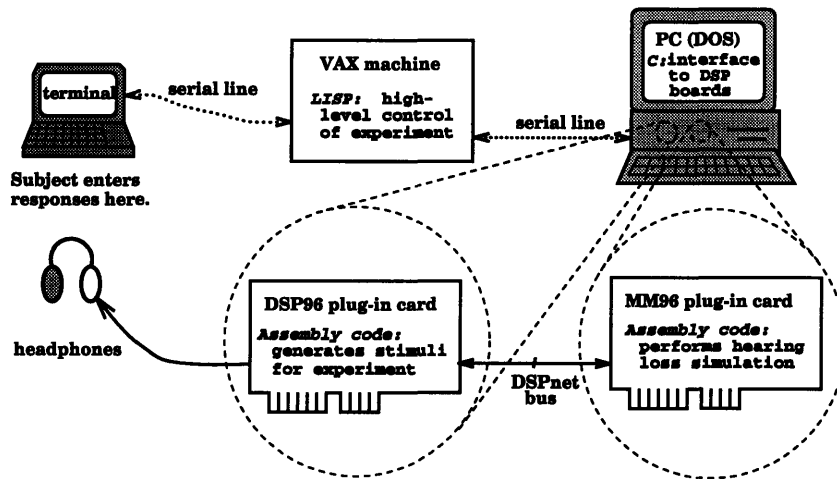 terminal
serial line
VAX machine
LISP: high-
level control
of experiment
serial line
PC (DOS)
C:interface
to DSP
boards
Subject enters
responses here.
headphones
DSP96 plug-in card
Assembly code:
generates stimuli
for experiment
DSPnet
bus
MM96 plug-in card
Assembly code:
performs hearing
loss simulation